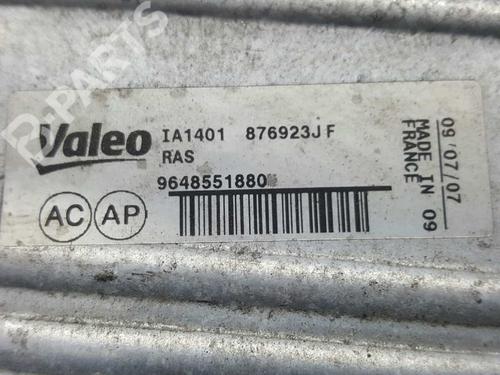 B-PARTS
Valeo
IA1401 876923J F
RAS
9648551880
AC AP
09/07/07
MADE IN 09
FRANCE